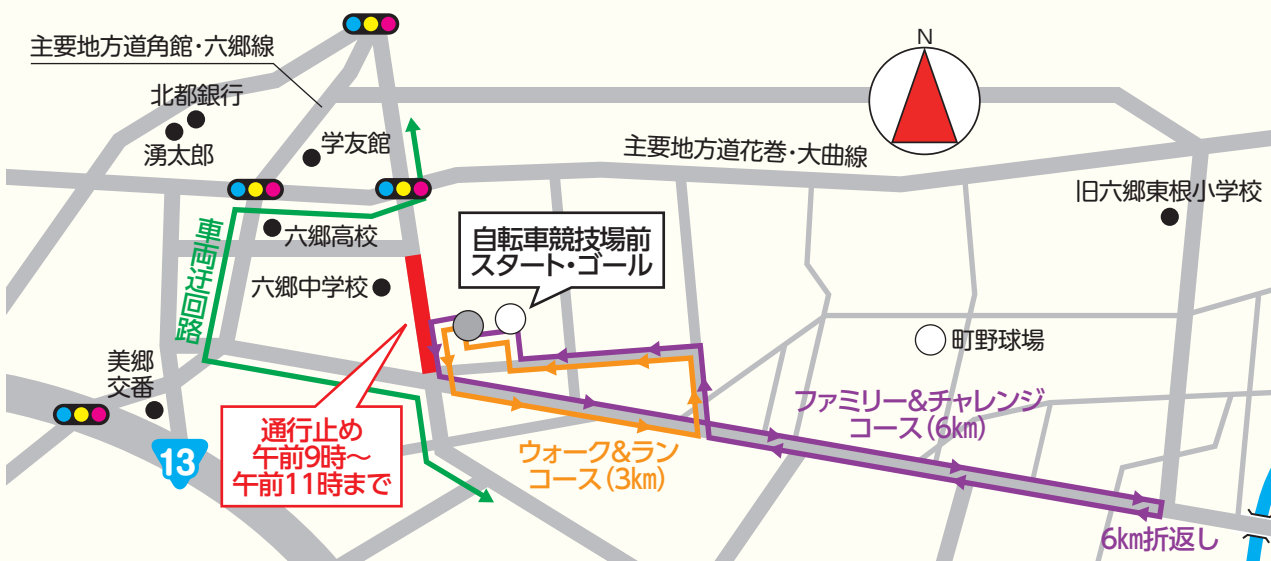 主要地方道角館・六郷線
N
北都銀行
湧太郎
学友館
主要地方道花巻・大曲線
旧六郷東根小学校
車両迂回路
六郷高校
自転車競技場前
スタート・ゴール
六郷中学校
町野球場
美郷
交番
ファミリー&チャレンジ
コース(6km)
通行止め
午前9時〜
午前11時まで
13
ウォーク&ラン
コース(3km)
6km折返し